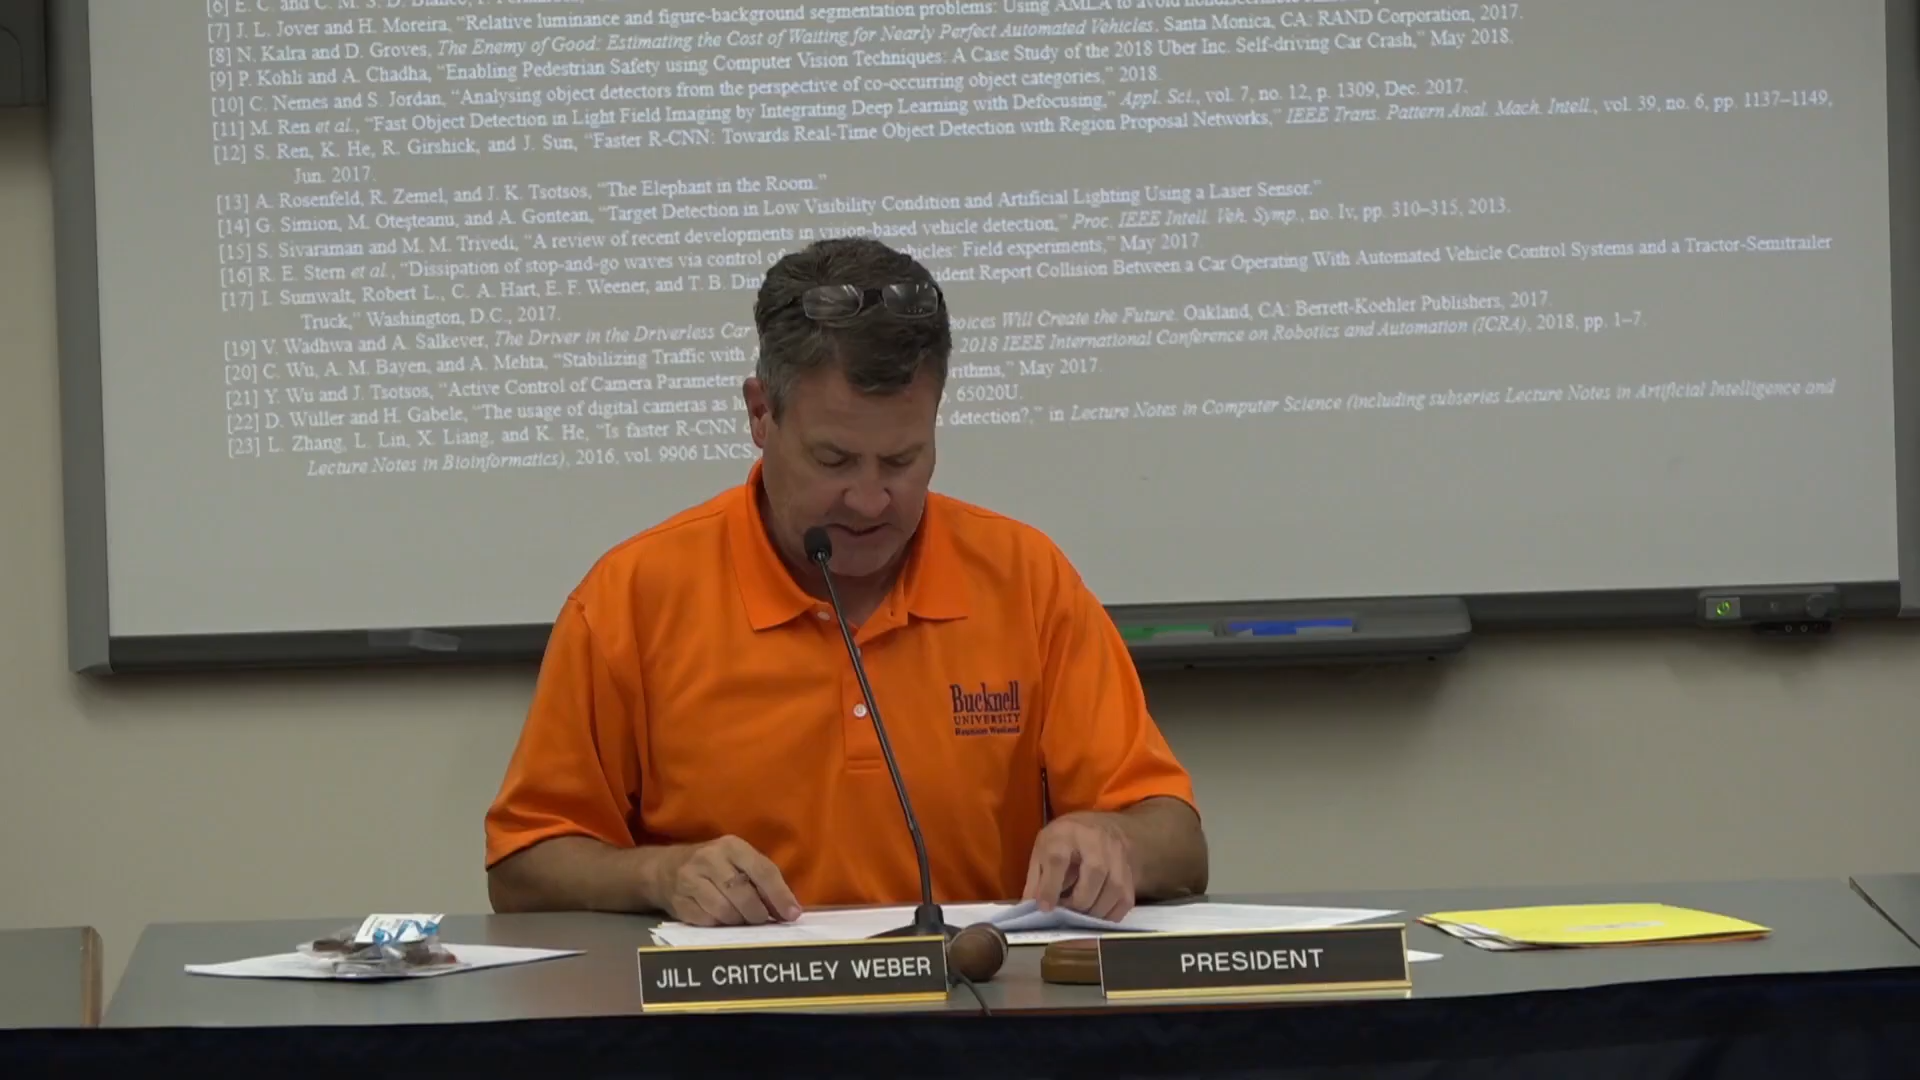 [6] E. C. and C. M. S. D.
[7] J. L. Jover and H. Moreira, “Relative luminance and figure-background segmentation problems: Using AMLA to avoid
[8] N. Kalra and D. Groves, The Enemy of Good: Estimating the Cost of Waiting for Nearly Perfect Automated Vehicles. Santa Monica, CA: RAND Corporation, 2017.
[9] P. Kohli and A. Chadha, “Enabling Pedestrian Safety using Computer Vision Techniques: A Case Study of the 2018 Uber Inc. Self-driving Car Crash,” May 2018.
[10] C. Nemes and S. Jordan, “Analysing object detectors from the perspective of co-occurring object categories,” 2018.
[11] M. Ren et al., “Fast Object Detection in Light Field Imaging by Integrating Deep Learning with Defocusing,” Appl. Sci., vol. 7, no. 12, p. 1309, Dec. 2017.
[12] S. Ren, K. He, R. Girshick, and J. Sun, “Faster R-CNN: Towards Real-Time Object Detection with Region Proposal Networks,” IEEE Trans. Pattern Anal. Mach. Intell., vol. 39, no. 6, pp. 1137–1149,
Jun. 2017.
[13] A. Rosenfeld, R. Zemel, and J. K. Tsotsos, “The Elephant in the Room.”
[14] G. Simion, M. Oteşteanu, and A. Gontean, “Target Detection in Low Visibility Condition and Artificial Lighting Using a Laser Sensor.”
[15] S. Sivaraman and M. M. Trivedi, “A review of recent developments in vision-based vehicle detection,” Proc. IEEE Intell. Veh. Symp., no. Iv, pp. 310–315, 2013.
[16] R. E. Stern et al., “Dissipation of stop-and-go waves via control of hicles: Field experiments,” May 2017.
[17] I. Sumwalt, Robert L., C. A. Hart, E. F. Weener, and T. B. Din ident Report Collision Between a Car Operating With Automated Vehicle Control Systems and a Tractor-Semitrailer
Truck,” Washington, D.C., 2017.
[19] V. Wadhwa and A. Salkever, The Driver in the Driverless Car hoices Will Create the Future. Oakland, CA: Berrett-Koehler Publishers, 2017.
[20] C. Wu, A. M. Bayen, and A. Mehta, “Stabilizing Traffic with A 2018 IEEE International Conference on Robotics and Automation (ICRA), 2018, pp. 1–7.
[21] Y. Wu and J. Tsotsos, “Active Control of Camera Parameters rithms,” May 2017.
[22] D. Wüller and H. Gabele, “The usage of digital cameras as lu 65020U.
[23] L. Zhang, L. Lin, X. Liang, and K. He, “Is faster R-CNN detection?,” in Lecture Notes in Computer Science (including subseries Lecture Notes in Artificial Intelligence and
Lecture Notes in Bioinformatics), 2016, vol. 9906 LNCS,
Bucknell
UNIVERSITY
Reunion Weekend
JILL CRITCHLEY WEBER
PRESIDENT